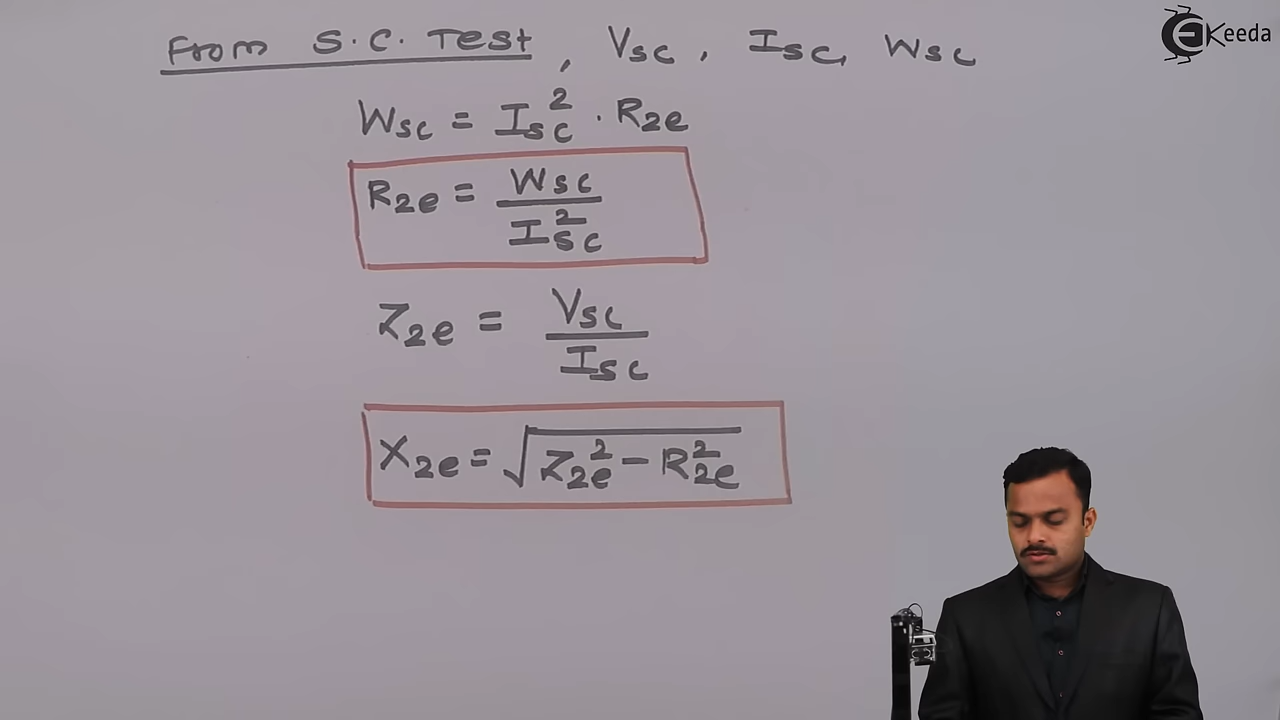 From S.C. Test, Vsc, Isc, Wsc
EKeeda
Wsc = Isc² · R2e
R2e = Wsc / Isc²
Z2e = Vsc / Isc
X2e = √(Z2e² − R2e²)